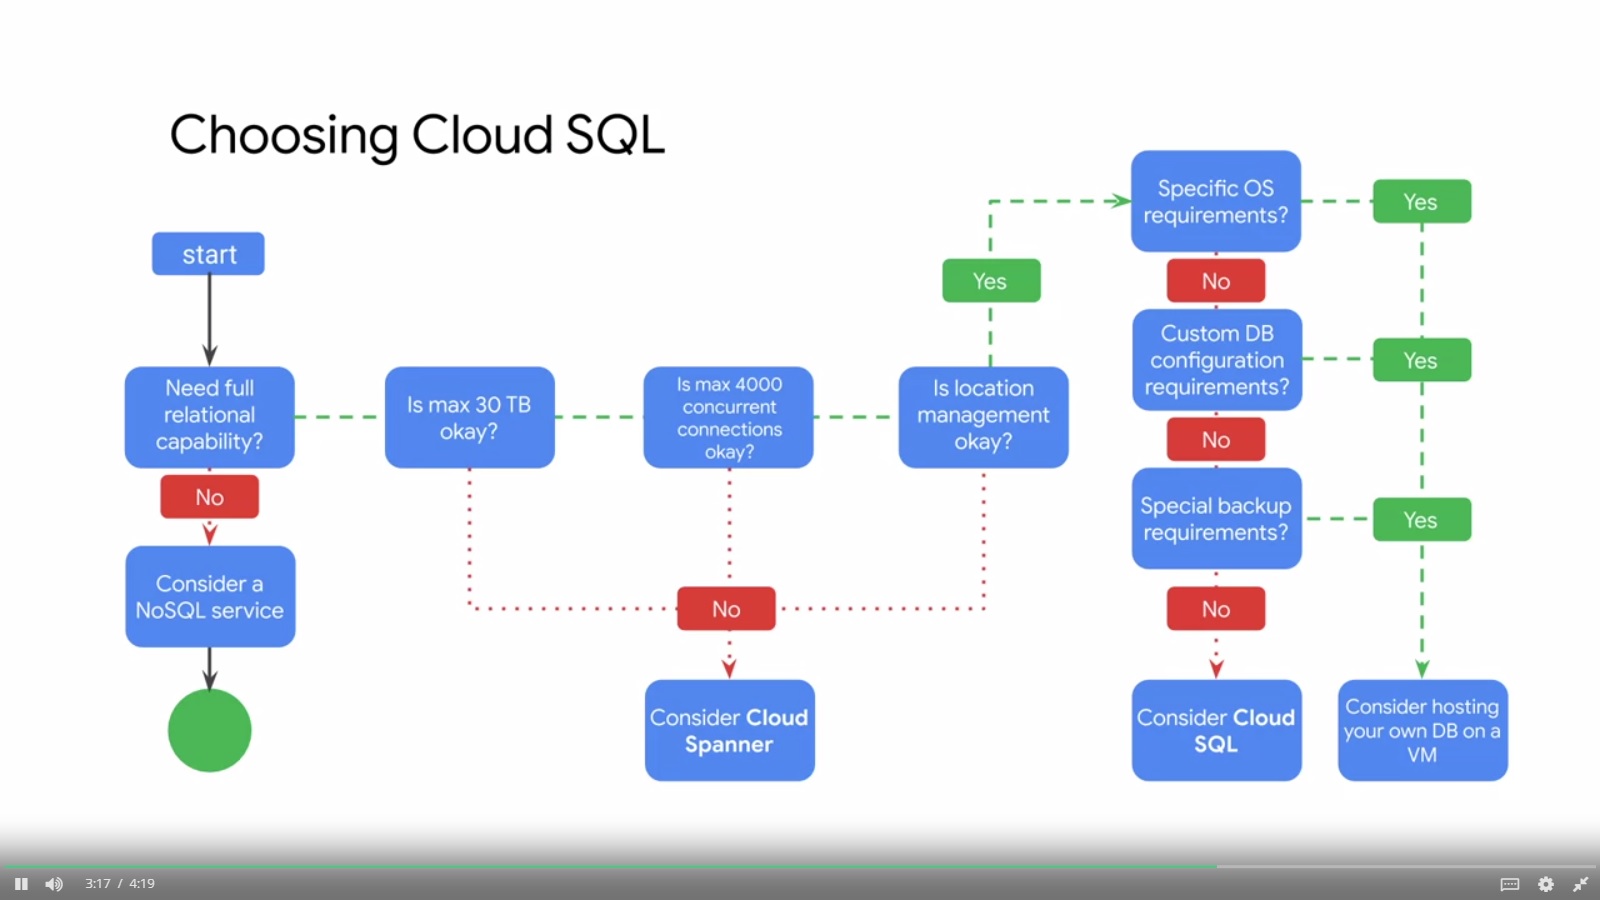 Choosing Cloud SQL
start
Need full
relational
capability?
No
Consider a
NoSQL service
Is max 30 TB
okay?
Is max 4000
concurrent
connections
okay?
Is location
management
okay?
No
Consider Cloud
Spanner
Yes
Specific OS
requirements?
Yes
No
Custom DB
configuration
requirements?
Yes
No
Special backup
requirements?
Yes
No
Consider Cloud
SQL
Consider hosting
your own DB on a
VM
3:17 / 4:19